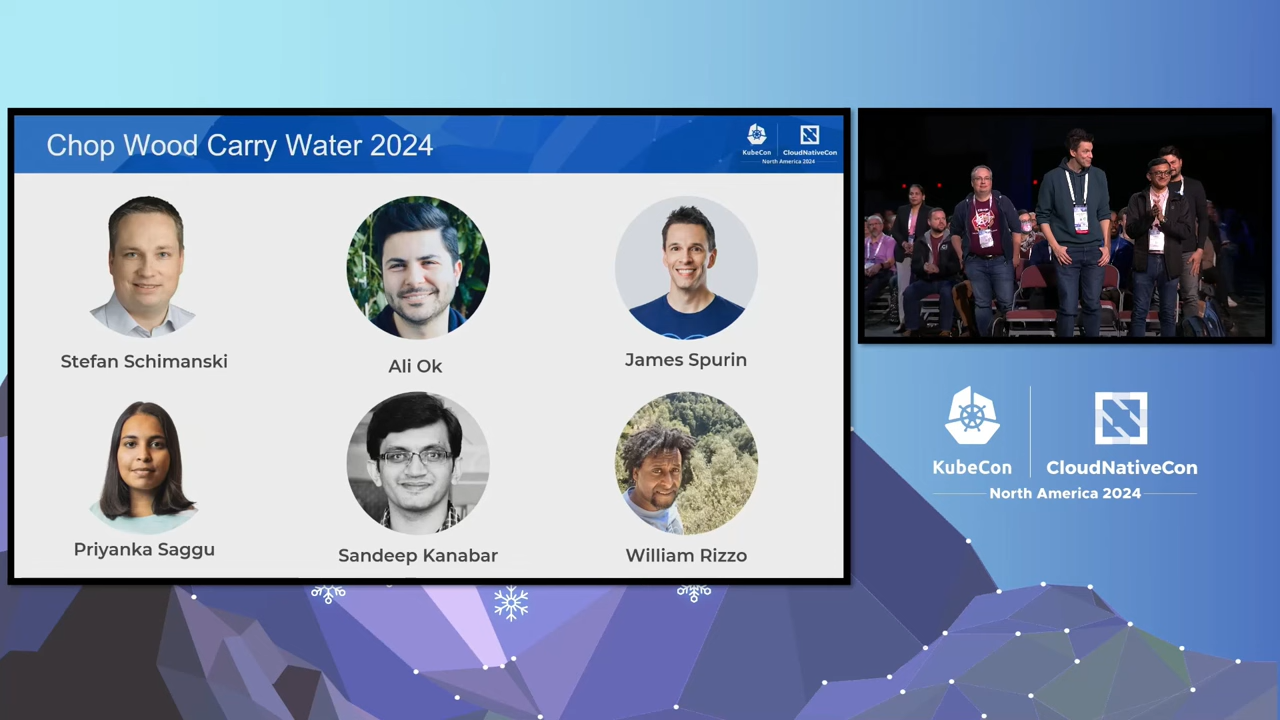 Chop Wood Carry Water 2024
KubeCon
CloudNativeCon
North America 2024
Stefan Schimanski
Ali Ok
James Spurin
Priyanka Saggu
Sandeep Kanabar
William Rizzo
KubeCon
CloudNativeCon
North America 2024